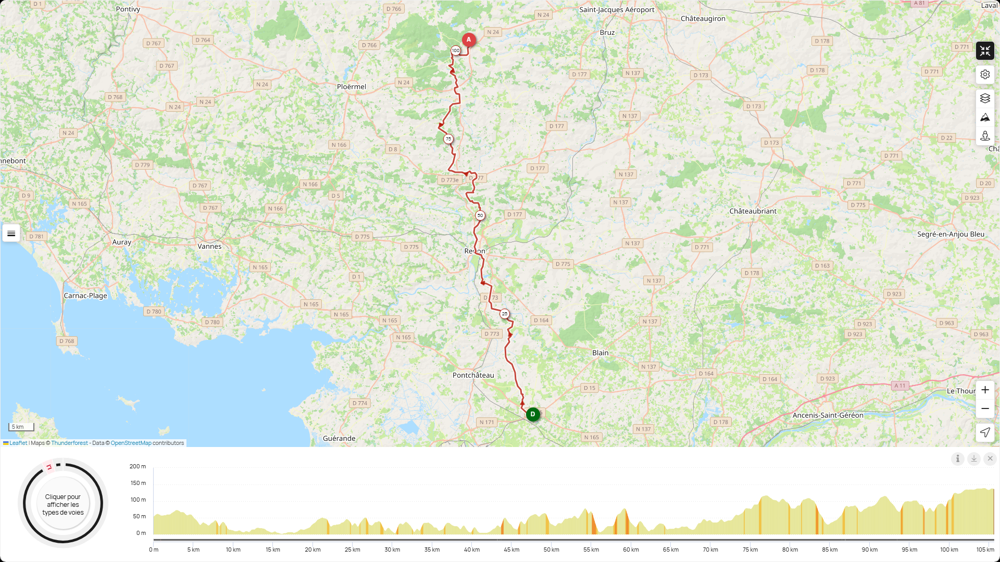 D 1
Pontivy
D 766
Saint-Jacques Aéroport
A 81
Laval
N 24
Châteaugiron
D 767
D 764
D 766
A
N 24
Bruz
D 178
D 771
100
D 767
N 24
Ploërmel
N 24
D 177
N 137
D 173
D 178
D 771
D 768
N 24
N 24
D 173
N 137
N 24
D 177
75
N 166
D 8
D 173
D 22
D 771
D 779
D 767
N 166
D 773e
D 177
N 137
D 771
D 20
D 9
N 165
D 767
N 166
D 5
50
D 177
N 137
Châteaubriant
D 775
D 923
D 781
Auray
Vannes
D 775
D 775
Redon
N 137
D 771
Segré-en-Anjou Bleu
N 165
D 1
D 775
N 137
D 178
D 163
Carnac-Plage
D 780
D 780
N 165
N 165
25
D 923
D 768
N 165
N 165
D 773
D 164
N 137
D 923
D 923
D 963
D 963
Blain
Pontchâteau
N 137
D 164
D 164
D 923
A 11
D 15
Le Thour
D 774
D
N 171
N 165
N 137
D 178
Ancenis-Saint-Géréon
Guérande
5 km
Leaflet | Maps © Thunderforest - Data © OpenStreetMap contributors
Cliquer pour
afficher les
types de voies
200 m
150 m
100 m
50 m
0 m
0 m
5 km
10 km
15 km
20 km
25 km
30 km
35 km
40 km
45 km
50 km
55 km
60 km
65 km
70 km
75 km
80 km
85 km
90 km
95 km
100 km
105 km